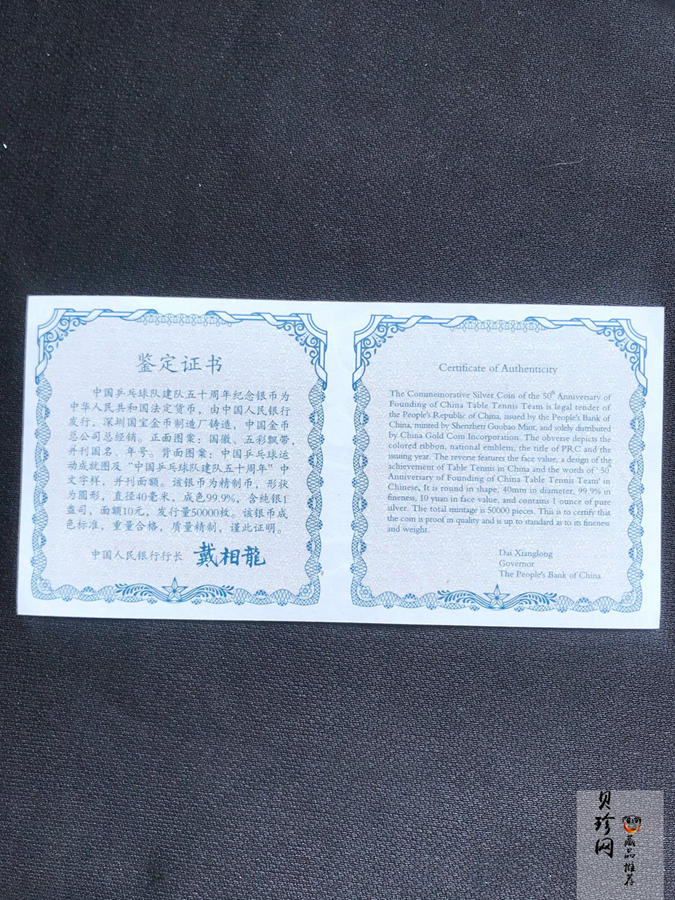 鉴定证书
中国乒乓球队建队五十周年纪念银币为
中华人民共和国法定货币，由中国人民银行
发行，深圳国宝金币制造厂铸造，中国金币
总公司总经销。正面图案：国徽、五彩飘带，
并刊国名、年号。背面图案：中国乒乓球运
动成就图及“中国乒乓球队建队五十周年”中
文字样，并刊面额。该银币为精制币，形状
为圆形，直径40毫米，成色99.9%，含纯银1
盎司，面额10元，发行量50000枚。该银币成
色标准，重量合格，质量精制，谨此证明。
中国人民银行行长 戴相龍
Certificate of Authenticity
The Commemorative Silver Coin of the 50th Anniversary of
Founding of China Table Tennis Team is legal tender of
the People's Republic of China, issued by the People's Bank of
China, minted by Shenzhen Guobao Mint, and solely distributed
by China Gold Coin Incorporation. The obverse depicts the
colored ribbon, national emblem, the title of PRC and the
issuing year. The reverse features the face value, a design of the
achievement of Table Tennis in China and the words of '50
Anniversary of Founding of China Table Tennis Team' in
Chinese. It is round in shape, 40mm in diameter, 99.9% in
fineness, 10 yuan in face value, and contains 1 ounce of pure
silver. The total mintage is 50000 pieces. This is to certify that
the coin is proof in quality and is up to standard as to its fineness
and weight.
Dai Xianglong
Governor
The People's Bank of China
贝珍网
藏品推荐